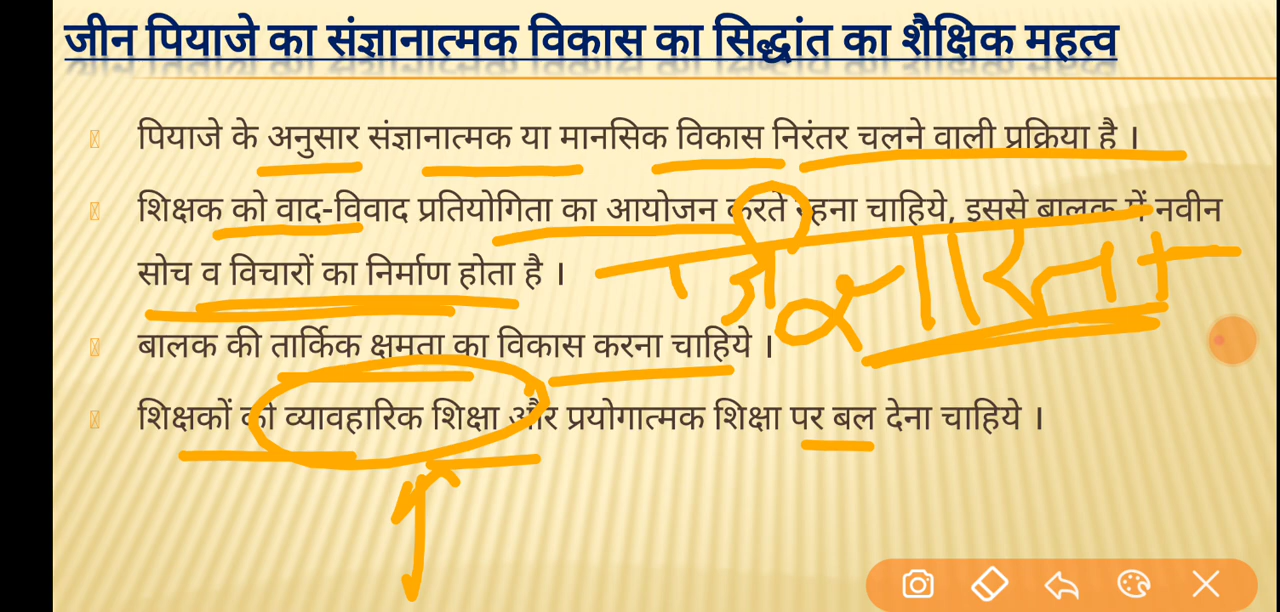 जीन पियाजे का संज्ञानात्मक विकास का सिद्धांत का शैक्षिक महत्व
पियाजे के अनुसार संज्ञानात्मक या मानसिक विकास निरंतर चलने वाली प्रक्रिया है ।
शिक्षक को वाद-विवाद प्रतियोगिता का आयोजन करते रहना चाहिये, इससे बालक में नवीन
सोच व विचारों का निर्माण होता है ।
बालक की तार्किक क्षमता का विकास करना चाहिये ।
शिक्षकों को व्यावहारिक शिक्षा और प्रयोगात्मक शिक्षा पर बल देना चाहिये ।